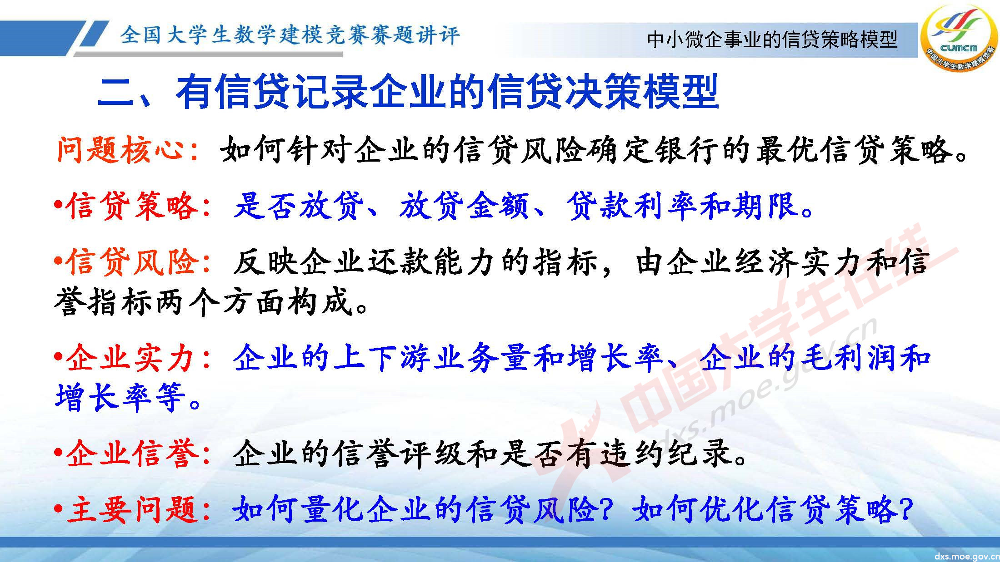 全国大学生数学建模竞赛赛题讲评
中小微企事业的信贷策略模型
CUMCM
中国大学生数学建模竞赛
二、有信贷记录企业的信贷决策模型
问题核心：如何针对企业的信贷风险确定银行的最优信贷策略。
•信贷策略：是否放贷、放贷金额、贷款利率和期限。
•信贷风险：反映企业还款能力的指标，由企业经济实力和信
誉指标两个方面构成。
•企业实力：企业的上下游业务量和增长率、企业的毛利润和
增长率等。
•企业信誉：企业的信誉评级和是否有违约纪录。
•主要问题：如何量化企业的信贷风险？如何优化信贷策略？
中国大学生在线
dxs.moe.gov.cn
dxs.moe.gov.cn